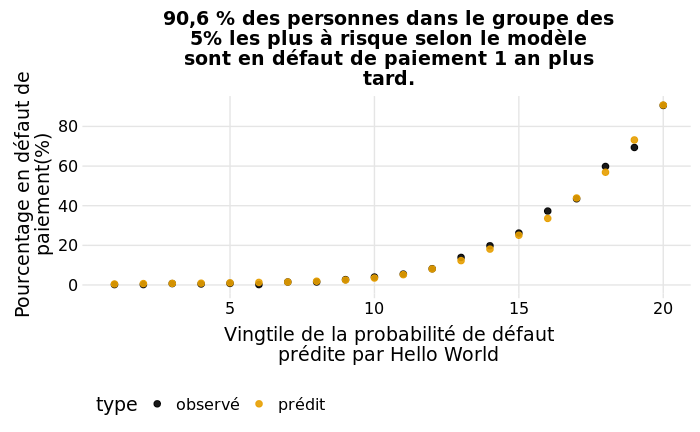 90,6 % des personnes dans le groupe des
5% les plus à risque selon le modèle
sont en défaut de paiement 1 an plus
tard.
Pourcentage en défaut de
paiement(%)
80
60
40
20
0
5
10
15
20
Vingtile de la probabilité de défaut
prédite par Hello World
type
observé
prédit